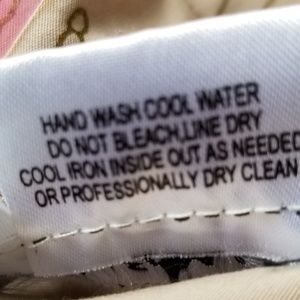 HAND WASH COOL WATER
DO NOT BLEACH,LINE DRY
COOL IRON INSIDE OUT AS NEEDED
OR PROFESSIONALLY DRY CLEAN